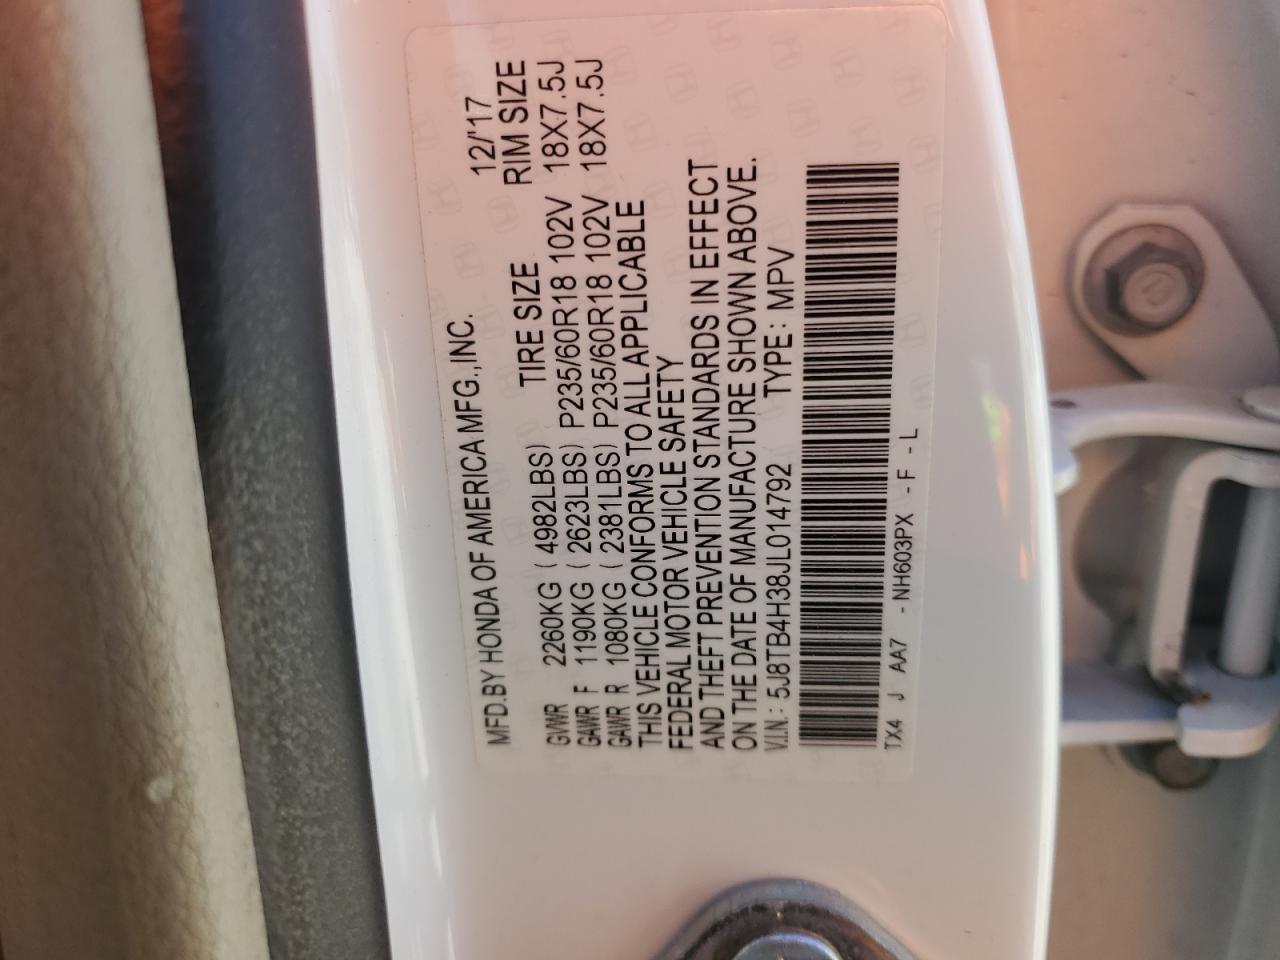 MFD.BY HONDA OF AMERICA MFG.,INC. 12/'17
TIRE SIZE RIM SIZE
GVWR 2260KG ( 4982LBS)
GAWR F 1190KG ( 2623LBS) P235/60R18 102V 18X7.5J
GAWR R 1080KG ( 2381LBS) P235/60R18 102V 18X7.5J
THIS VEHICLE CONFORMS TO ALL APPLICABLE
FEDERAL MOTOR VEHICLE SAFETY
AND THEFT PREVENTION STANDARDS IN EFFECT
ON THE DATE OF MANUFACTURE SHOWN ABOVE.
V.I.N.: 5J8TB4H38JL014792 TYPE: MPV
TX4 J AA7 - NH603PX - F - L